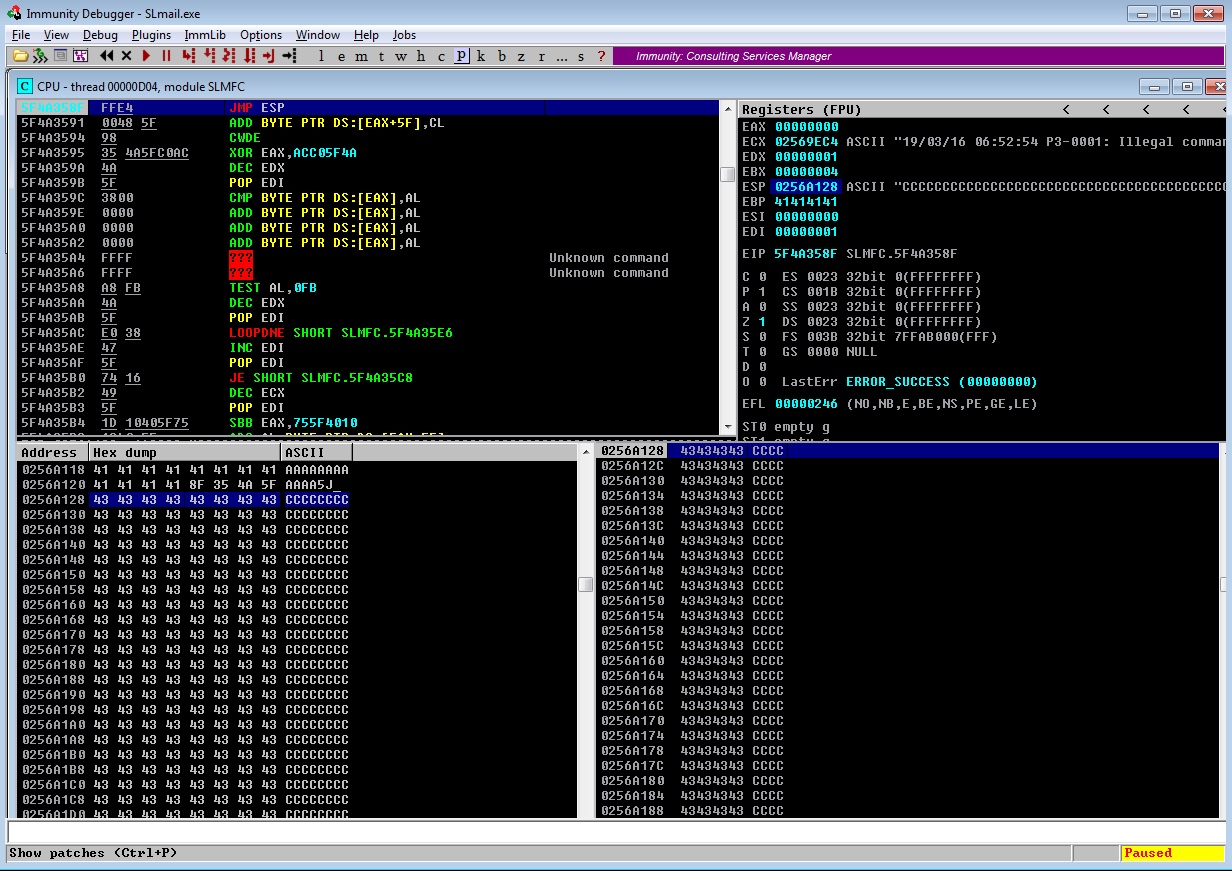 Immunity Debugger - SLmail.exe
File View Debug Plugins ImmLib Options Window Help Jobs
l e m t w h c p k b z r ... s ? Immunity: Consulting Services Manager
C CPU - thread 00000D04, module SLMFC
5F4A358F FFE4 JMP ESP
5F4A3591 0048 5F ADD BYTE PTR DS:[EAX+5F],CL
5F4A3594 98 CWDE
5F4A3595 35 4A5FC0AC XOR EAX,ACC05F4A
5F4A359A 4A DEC EDX
5F4A359B 5F POP EDI
5F4A359C 3800 CMP BYTE PTR DS:[EAX],AL
5F4A359E 0000 ADD BYTE PTR DS:[EAX],AL
5F4A35A0 0000 ADD BYTE PTR DS:[EAX],AL
5F4A35A2 0000 ADD BYTE PTR DS:[EAX],AL
5F4A35A4 FFFF ??? Unknown command
5F4A35A6 FFFF ??? Unknown command
5F4A35A8 A8 FB TEST AL,0FB
5F4A35AA 4A DEC EDX
5F4A35AB 5F POP EDI
5F4A35AC E0 38 LOOPDNE SHORT SLMFC.5F4A35E6
5F4A35AE 47 INC EDI
5F4A35AF 5F POP EDI
5F4A35B0 74 16 JE SHORT SLMFC.5F4A35C8
5F4A35B2 49 DEC ECX
5F4A35B3 5F POP EDI
5F4A35B4 1D 10405F75 SBB EAX,755F4010
Registers (FPU) < < < < <
EAX 00000000
ECX 02569EC4 ASCII "19/03/16 06:52:54 P3-0001: Illegal comma
EDX 00000001
EBX 00000004
ESP 0256A128 ASCII "CCCCCCCCCCCCCCCCCCCCCCCCCCCCCCCCCCCCCCCC
EBP 41414141
ESI 00000000
EDI 00000001
EIP 5F4A358F SLMFC.5F4A358F
C 0 ES 0023 32bit 0(FFFFFFFF)
P 1 CS 001B 32bit 0(FFFFFFFF)
A 0 SS 0023 32bit 0(FFFFFFFF)
Z 1 DS 0023 32bit 0(FFFFFFFF)
S 0 FS 003B 32bit 7FFAB000(FFF)
T 0 GS 0000 NULL
D 0
O 0 LastErr ERROR_SUCCESS (00000000)
EFL 00000246 (NO,NB,E,BE,NS,PE,GE,LE)
ST0 empty g
ST1 empty g
Address Hex dump ASCII
0256A118 41 41 41 41 41 41 41 41 AAAAAAAA
0256A120 41 41 41 41 8F 35 4A 5F AAAA5J_
0256A128 43 43 43 43 43 43 43 43 CCCCCCCC
0256A130 43 43 43 43 43 43 43 43 CCCCCCCC
0256A138 43 43 43 43 43 43 43 43 CCCCCCCC
0256A140 43 43 43 43 43 43 43 43 CCCCCCCC
0256A148 43 43 43 43 43 43 43 43 CCCCCCCC
0256A150 43 43 43 43 43 43 43 43 CCCCCCCC
0256A158 43 43 43 43 43 43 43 43 CCCCCCCC
0256A160 43 43 43 43 43 43 43 43 CCCCCCCC
0256A168 43 43 43 43 43 43 43 43 CCCCCCCC
0256A170 43 43 43 43 43 43 43 43 CCCCCCCC
0256A178 43 43 43 43 43 43 43 43 CCCCCCCC
0256A180 43 43 43 43 43 43 43 43 CCCCCCCC
0256A188 43 43 43 43 43 43 43 43 CCCCCCCC
0256A190 43 43 43 43 43 43 43 43 CCCCCCCC
0256A198 43 43 43 43 43 43 43 43 CCCCCCCC
0256A1A0 43 43 43 43 43 43 43 43 CCCCCCCC
0256A1A8 43 43 43 43 43 43 43 43 CCCCCCCC
0256A1B0 43 43 43 43 43 43 43 43 CCCCCCCC
0256A1B8 43 43 43 43 43 43 43 43 CCCCCCCC
0256A1C0 43 43 43 43 43 43 43 43 CCCCCCCC
0256A1C8 43 43 43 43 43 43 43 43 CCCCCCCC
0256A1D0 43 43 43 43 43 43 43 43 CCCCCCCC
0256A128 43434343 CCCC
0256A12C 43434343 CCCC
0256A130 43434343 CCCC
0256A134 43434343 CCCC
0256A138 43434343 CCCC
0256A13C 43434343 CCCC
0256A140 43434343 CCCC
0256A144 43434343 CCCC
0256A148 43434343 CCCC
0256A14C 43434343 CCCC
0256A150 43434343 CCCC
0256A154 43434343 CCCC
0256A158 43434343 CCCC
0256A15C 43434343 CCCC
0256A160 43434343 CCCC
0256A164 43434343 CCCC
0256A168 43434343 CCCC
0256A16C 43434343 CCCC
0256A170 43434343 CCCC
0256A174 43434343 CCCC
0256A178 43434343 CCCC
0256A17C 43434343 CCCC
0256A180 43434343 CCCC
0256A184 43434343 CCCC
0256A188 43434343 CCCC
Show patches (Ctrl+P) Paused